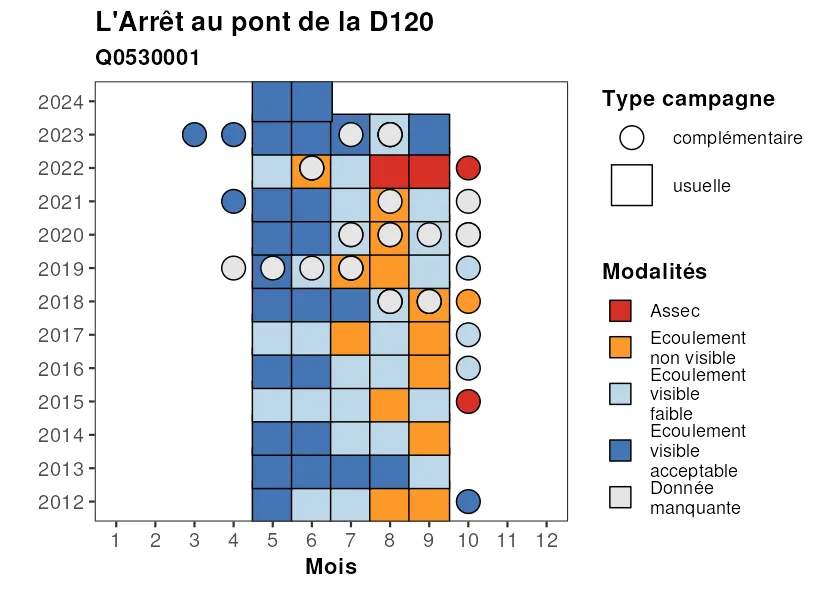 L'Arrêt au pont de la D120
Q0530001
2024
2023
2022
2021
2020
2019
2018
2017
2016
2015
2014
2013
2012
1 2 3 4 5 6 7 8 9 10 11 12
Mois
Type campagne
complémentaire
usuelle
Modalités
Assec
Ecoulement
non visible
Ecoulement
visible
faible
Ecoulement
visible
acceptable
Donnée
manquante